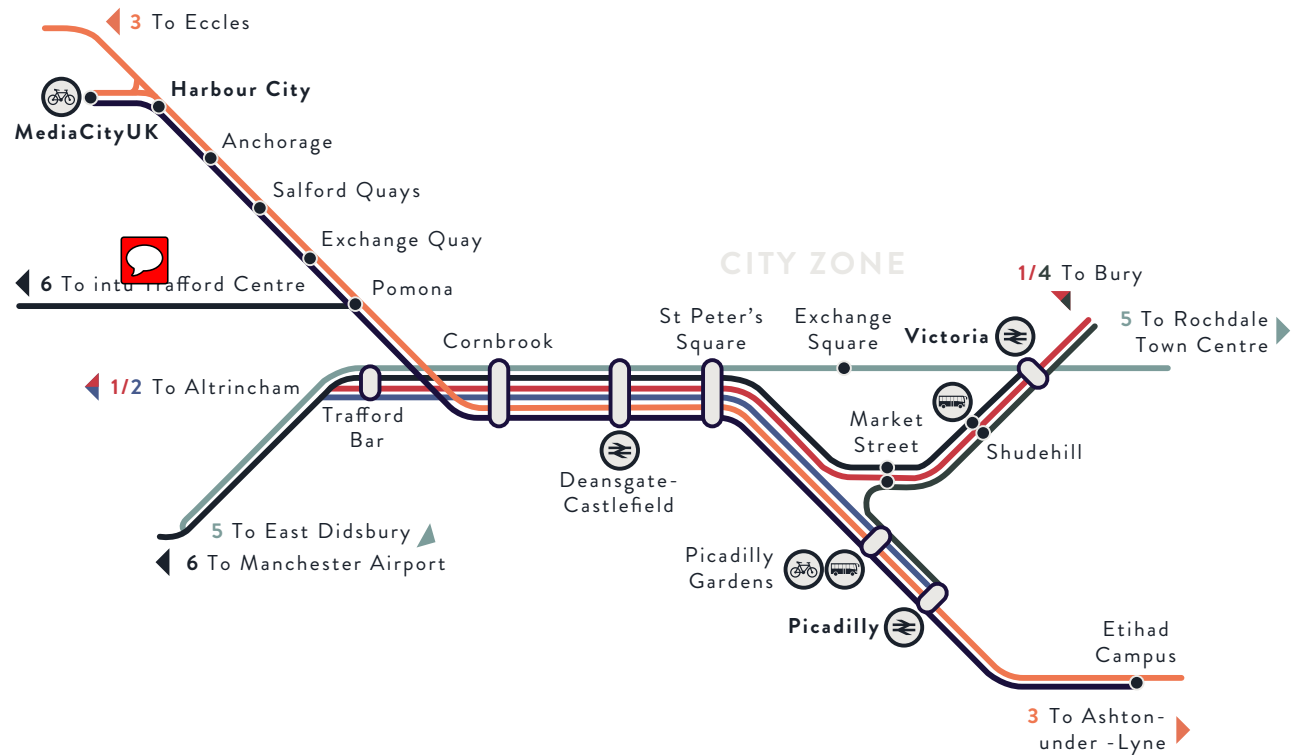 3 To Eccles
Harbour City
MediaCityUK
Anchorage
Salford Quays
Exchange Quay
6 To intu Trafford Centre
Pomona
CITY ZONE
1/4 To Bury
5 To Rochdale
Town Centre
St Peter's
Square
Exchange
Square
Victoria
Cornbrook
1/2 To Altrincham
Trafford
Bar
Market
Street
Shudehill
Deansgate-
Castlefield
5 To East Didsbury
6 To Manchester Airport
Picadilly
Gardens
Picadilly
Etihad
Campus
3 To Ashton-
under -Lyne